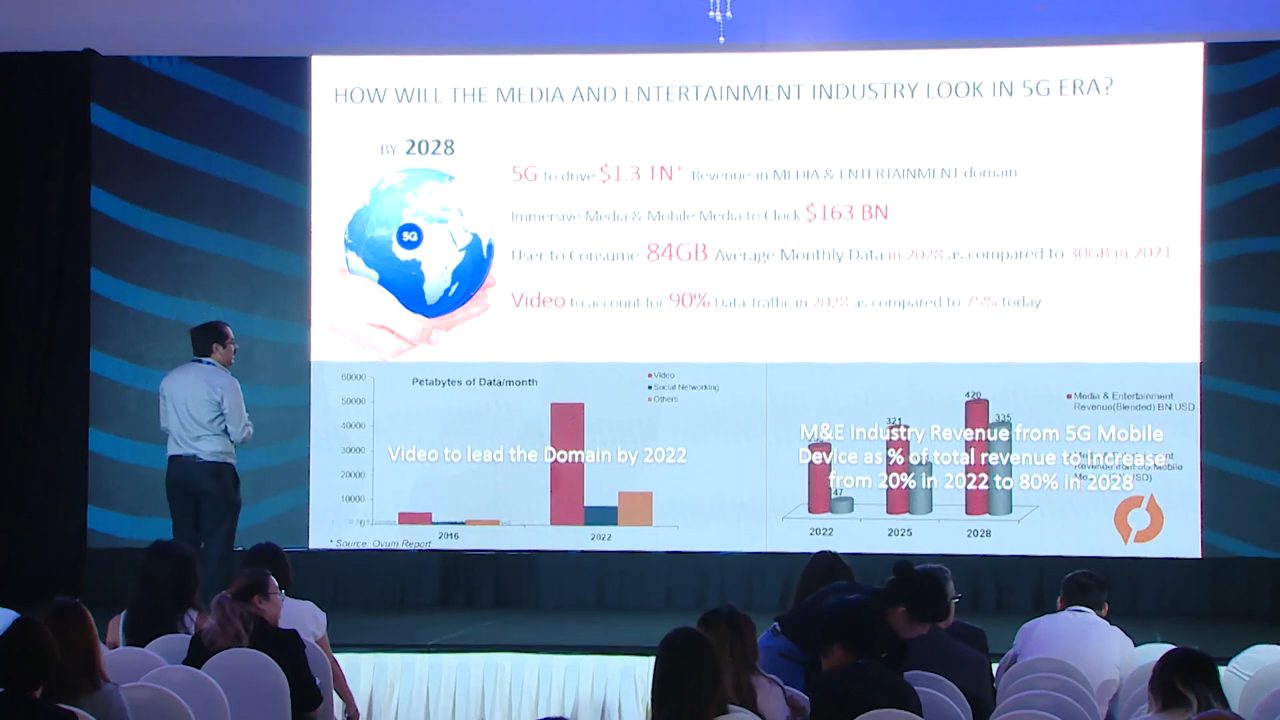 HOW WILL THE MEDIA AND ENTERTAINMENT INDUSTRY LOOK IN 5G ERA?
BY 2028
5G
5G to drive $1.3 TN* Revenue in MEDIA & ENTERTAINMENT domain
Immersive Media & Mobile Media to Clock $163 BN
User to Consume 84GB Average Monthly Data in 2028 as compared to 30GB in 2021
Video to account for 90% Data Traffic in 2028 as compared to 75% today
Petabytes of Data/month
Video
Social Networking
Others
60000
50000
40000
30000
20000
10000
0
Video to lead the Domain by 2022
2016
2022
* Source: Ovum Report
420
335
321
47
Media & Entertainment
Revenue(Blended) BN USD
Revenue from 5G Mobile
M&E Industry Revenue from 5G Mobile
Device as % of total revenue to Increase
from 20% in 2022 to 80% in 2028
2022
2025
2028